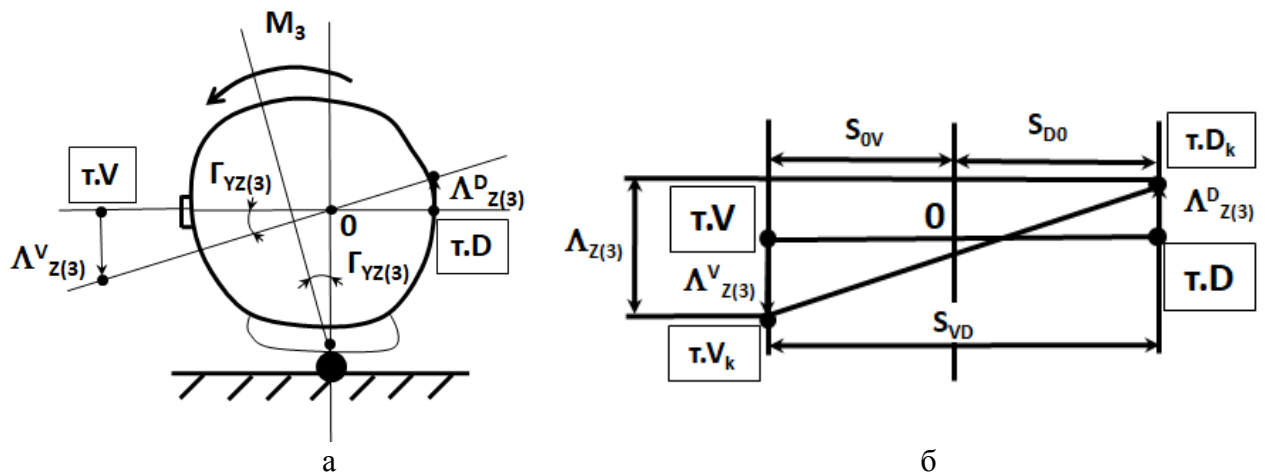 M₃
т.V
Γ_YZ(3)
Λ^D_Z(3)
0
т.D
Λ^V_Z(3)
Γ_YZ(3)
а
S_0V
S_D0
т.D_k
т.V
0
Λ^D_Z(3)
Λ_Z(3)
Λ^V_Z(3)
т.D
т.V_k
S_VD
б